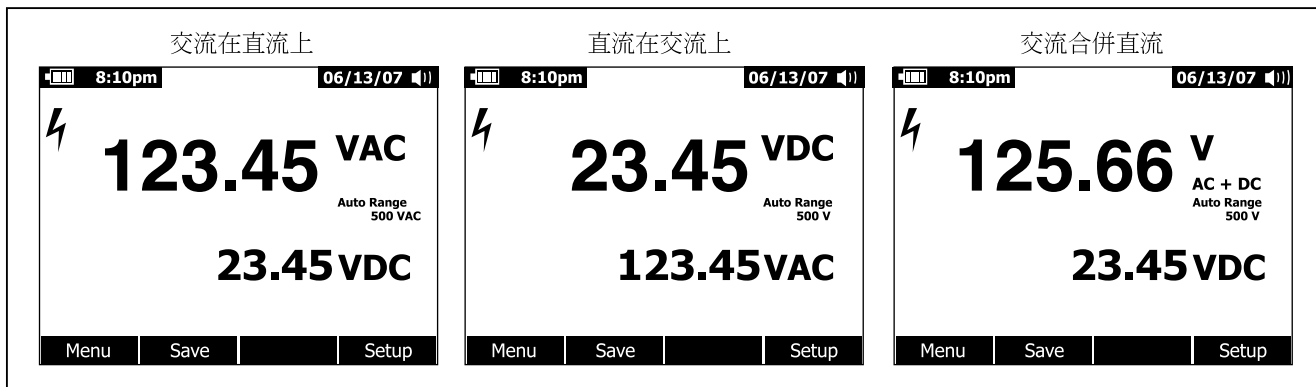 交流在直流上
8:10pm 06/13/07
123.45 VAC
Auto Range
500 VAC
23.45 VDC
Menu Save Setup
直流在交流上
8:10pm 06/13/07
23.45 VDC
Auto Range
500 V
123.45 VAC
Menu Save Setup
交流合併直流
8:10pm 06/13/07
125.66 V
AC + DC
Auto Range
500 V
23.45 VDC
Menu Save Setup